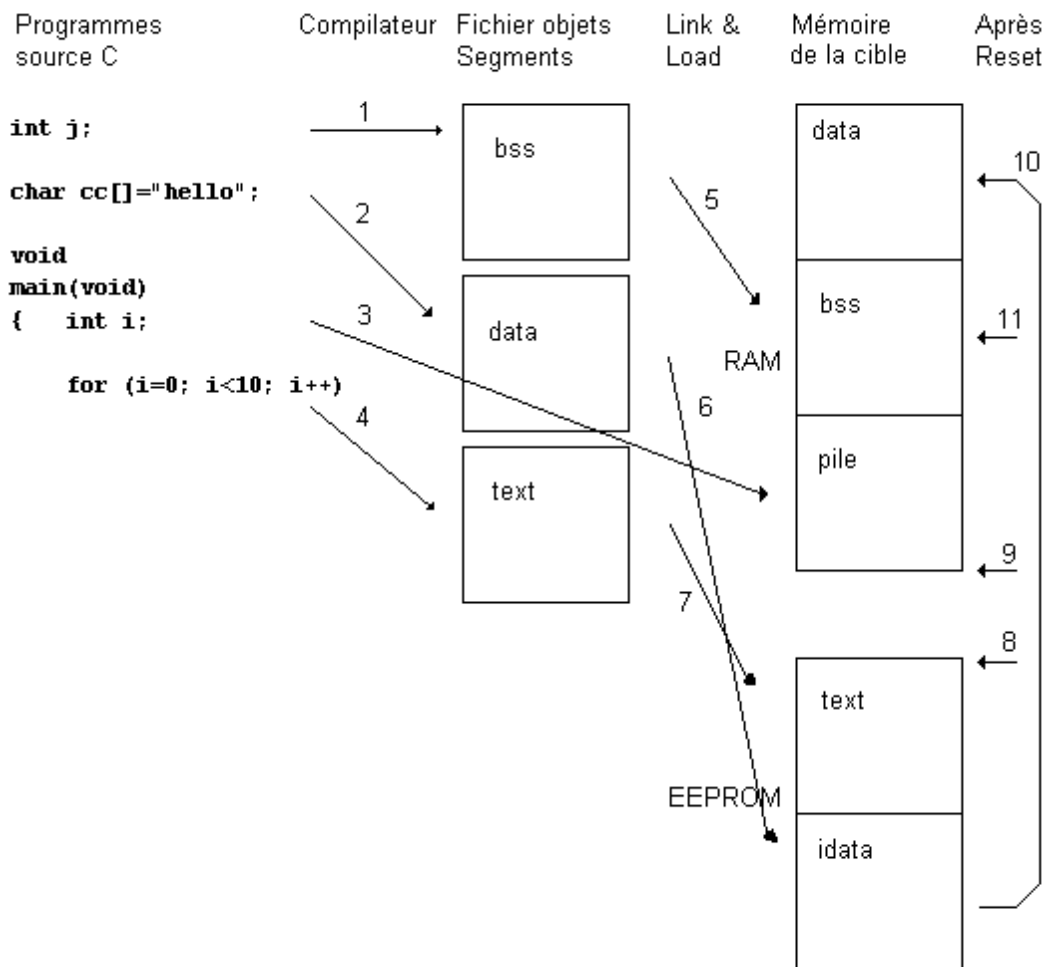 Programmes
source C
Compilateur
Fichier objets
Segments
Link &
Load
Mémoire
de la cible
Après
Reset
int j;
char cc[]="hello";
void
main(void)
{ int i;
for (i=0; i<10; i++)
1
2
3
4
bss
data
text
5
6
7
RAM
EEPROM
data
bss
pile
text
idata
10
11
9
8